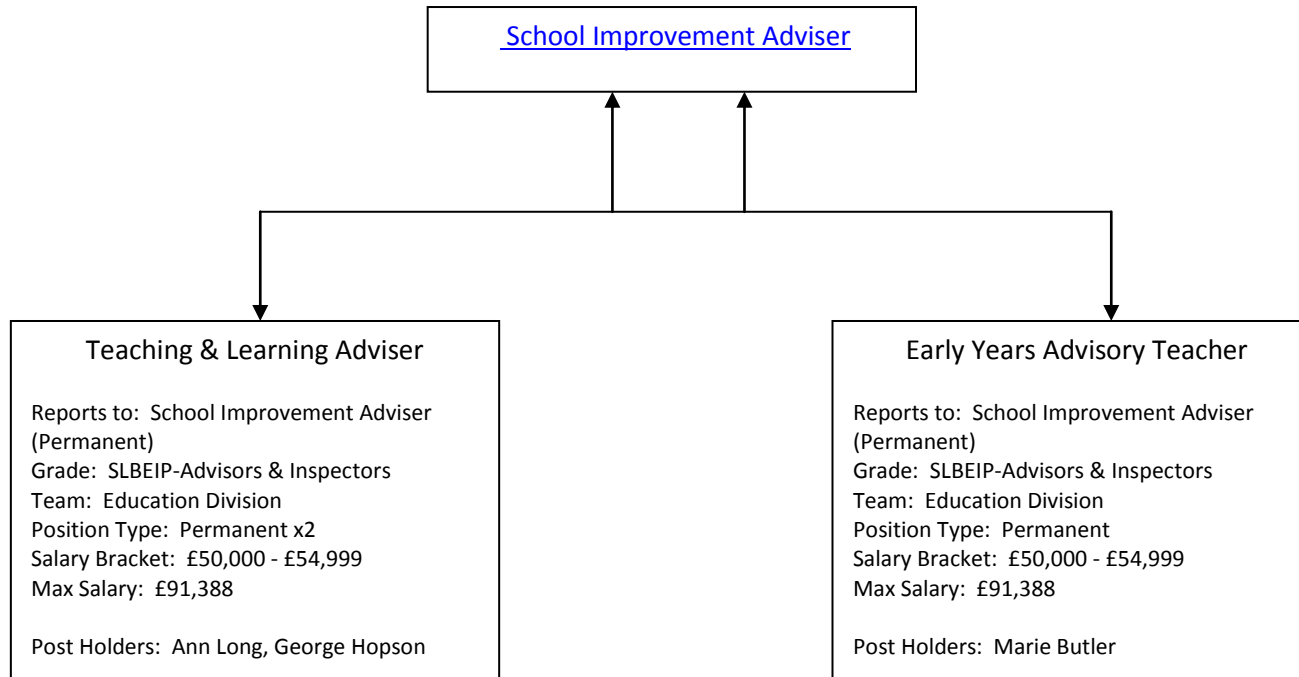 School Improvement Adviser
Teaching & Learning Adviser
Reports to: School Improvement Adviser
(Permanent)
Grade: SLBEIP-Advisors & Inspectors
Team: Education Division
Position Type: Permanent x2
Salary Bracket: £50,000 - £54,999
Max Salary: £91,388
Post Holders: Ann Long, George Hopson
Early Years Advisory Teacher
Reports to: School Improvement Adviser
(Permanent)
Grade: SLBEIP-Advisors & Inspectors
Team: Education Division
Position Type: Permanent
Salary Bracket: £50,000 - £54,999
Max Salary: £91,388
Post Holders: Marie Butler